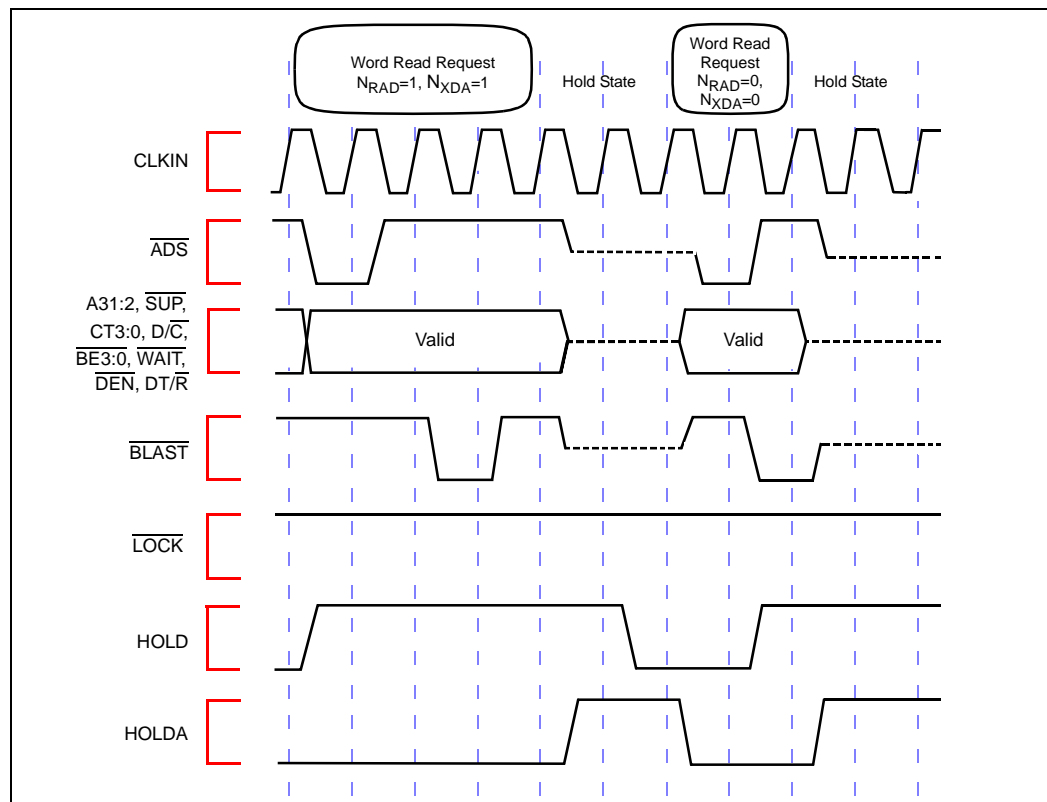 Word Read Request
NRAD=1, NXDA=1
Hold State
Word Read
Request
NRAD=0,
NXDA=0
Hold State
CLKIN
ADS
A31:2, SUP,
CT3:0, D/C,
BE3:0, WAIT,
DEN, DT/R
Valid
Valid
BLAST
LOCK
HOLD
HOLDA